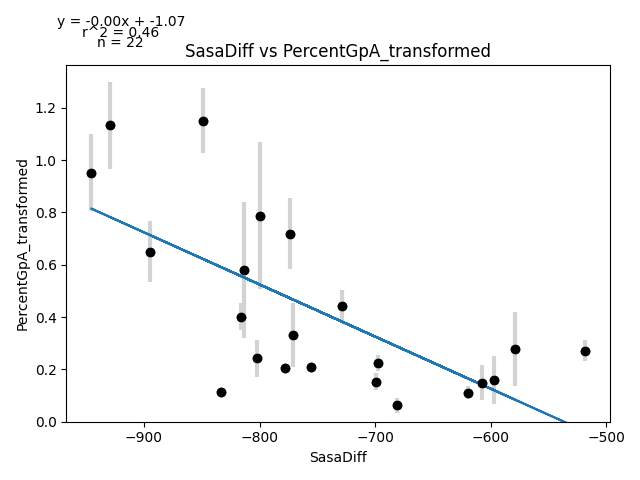 y = -0.00x + -1.07
r^2 = 0.46
n = 22
SasaDiff vs PercentGpA_transformed
1.2
1.0
0.8
0.6
0.4
0.2
0.0
PercentGpA_transformed
−900
−800
−700
−600
−500
SasaDiff